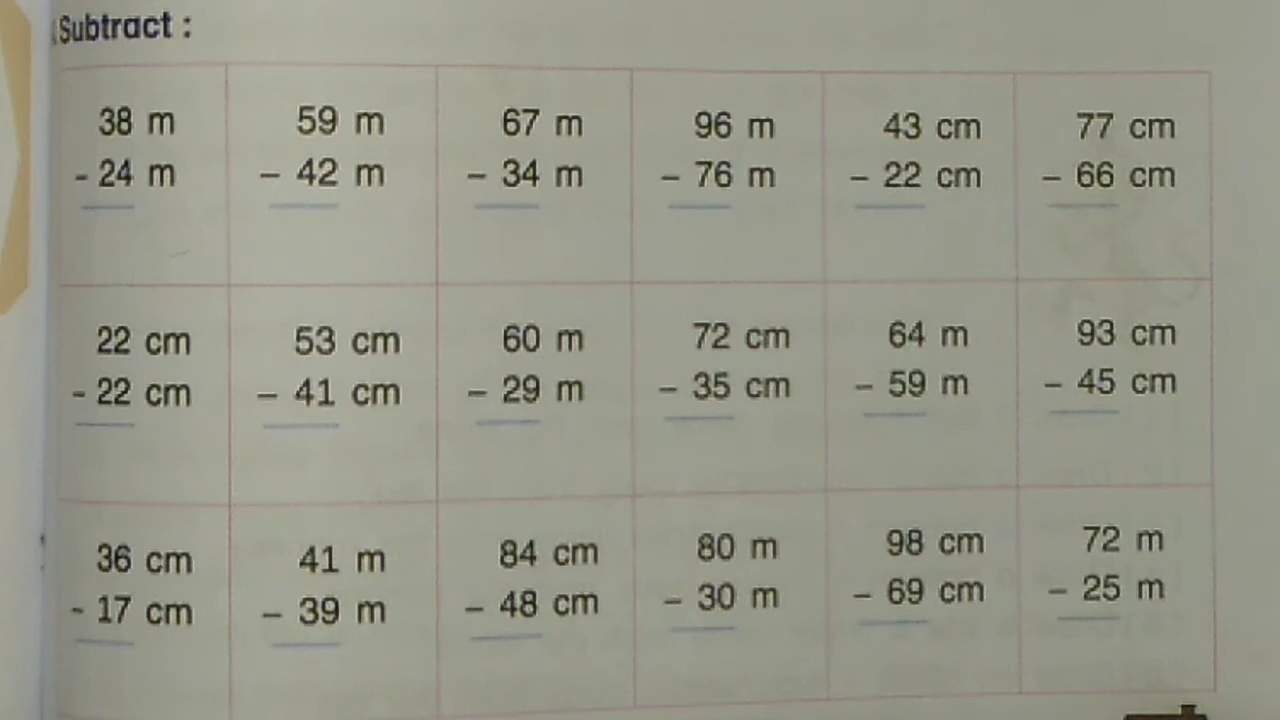 Subtract :
38 m 59 m 67 m 96 m 43 cm 77 cm
- 24 m – 42 m – 34 m – 76 m – 22 cm – 66 cm
22 cm 53 cm 60 m 72 cm 64 m 93 cm
- 22 cm – 41 cm – 29 m – 35 cm – 59 m – 45 cm
36 cm 41 m 84 cm 80 m 98 cm 72 m
- 17 cm – 39 m – 48 cm – 30 m – 69 cm – 25 m